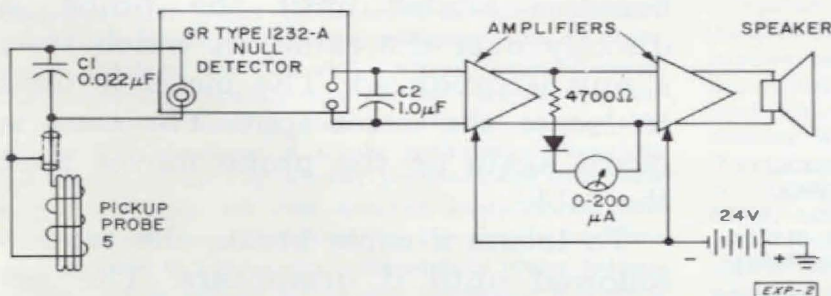 GR TYPE 1232-A
NULL
DETECTOR
AMPLIFIERS
SPEAKER
C1
0.022μF
C2
1.0μF
4700Ω
0-200
μA
PICKUP
PROBE
5
24V
- +
EXP-2